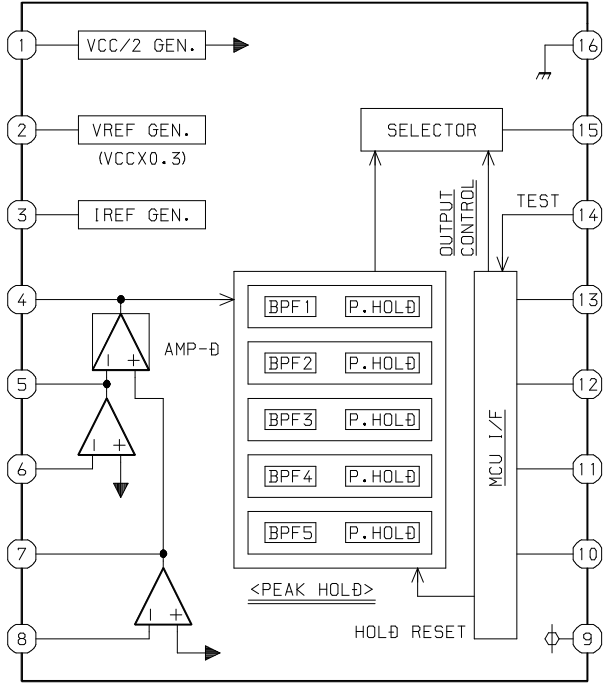 1 VCC/2 GEN. 16
2 VREF GEN. SELECTOR 15
(VCCX0.3)
3 IREF GEN. OUTPUT CONTROL TEST 14
4 BPF1 P.HOLD 13
AMP-D
- +
5 BPF2 P.HOLD 12
BPF3 P.HOLD
- +
MCU I/F
6 BPF4 P.HOLD 11
7 BPF5 P.HOLD 10
<PEAK HOLD>
- +
8 HOLD RESET 9